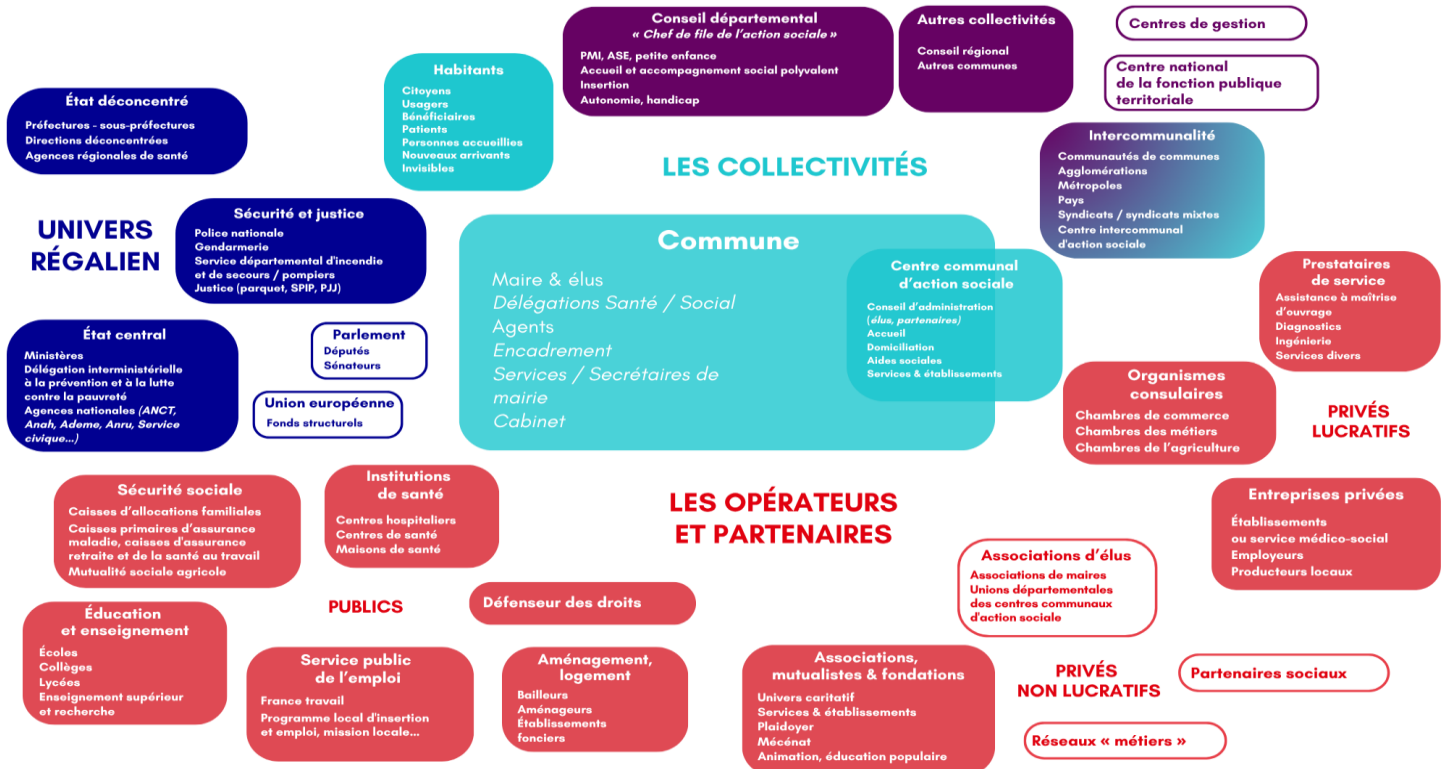 Conseil départemental
« Chef de file de l'action sociale »
PMI, ASE, petite enfance
Accueil et accompagnement social polyvalent
Insertion
Autonomie, handicap
Autres collectivités
Conseil régional
Autres communes
Centres de gestion
Centre national
de la fonction publique
territoriale
Habitants
Citoyens
Usagers
Bénéficiaires
Patients
Personnes accueillies
Nouveaux arrivants
Invisibles
État déconcentré
Préfectures - sous-préfectures
Directions déconcentrées
Agences régionales de santé
LES COLLECTIVITÉS
Intercommunalité
Communautés de communes
Agglomérations
Métropoles
Pays
Syndicats / syndicats mixtes
Centre intercommunal
d'action sociale
UNIVERS
RÉGALIEN
Sécurité et justice
Police nationale
Gendarmerie
Service départemental d'incendie
et de secours / pompiers
Justice (parquet, SPIP, PJJ)
Commune
Maire & élus
Délégations Santé / Social
Agents
Encadrement
Services / Secrétaires de
mairie
Cabinet
Centre communal
d'action sociale
Conseil d'administration
(élus, partenaires)
Accueil
Domiciliation
Aides sociales
Services & établissements
Prestataires
de service
Assistance à maîtrise
d'ouvrage
Diagnostics
Ingénierie
Services divers
État central
Ministères
Délégation interministérielle
à la prévention et à la lutte
contre la pauvreté
Agences nationales (ANCT,
Anah, Ademe, Anru, Service
civique...)
Parlement
Députés
Sénateurs
Union européenne
Fonds structurels
Organismes
consulaires
Chambres de commerce
Chambres des métiers
Chambres de l'agriculture
PRIVÉS
LUCRATIFS
Sécurité sociale
Caisses d'allocations familiales
Caisses primaires d'assurance
maladie, caisses d'assurance
retraite et de la santé au travail
Mutualité sociale agricole
Institutions
de santé
Centres hospitaliers
Centres de santé
Maisons de santé
LES OPÉRATEURS
ET PARTENAIRES
Entreprises privées
Établissements
ou service médico-social
Employeurs
Producteurs locaux
Associations d'élus
Associations de maires
Unions départementales
des centres communaux
d'action sociale
PUBLICS
Défenseur des droits
Éducation
et enseignement
Écoles
Collèges
Lycées
Enseignement supérieur
et recherche
Service public
de l'emploi
France travail
Programme local d'insertion
et emploi, mission locale...
Aménagement,
logement
Bailleurs
Aménageurs
Établissements
fonciers
Associations,
mutualistes & fondations
Univers caritatif
Services & établissements
Plaidoyer
Mécénat
Animation, éducation populaire
PRIVÉS
NON LUCRATIFS
Partenaires sociaux
Réseaux « métiers »